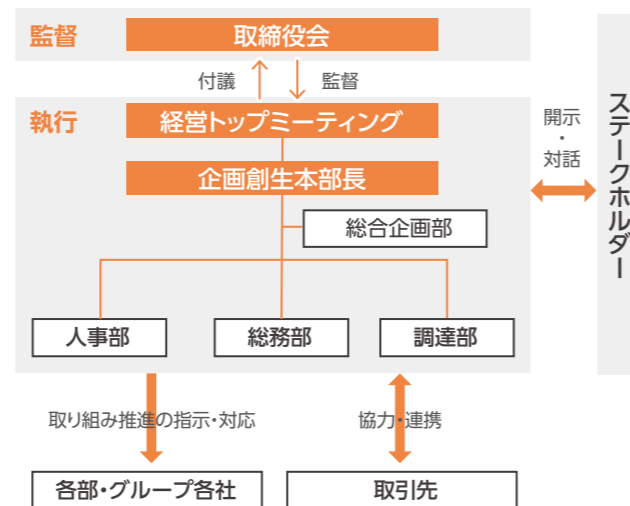 監督
取締役会
付議
監督
執行
経営トップミーティング
企画創生本部長
総合企画部
人事部
総務部
調達部
開示
・
対話
ステークホルダー
取り組み推進の指示・対応
協力・連携
各部・グループ各社
取引先